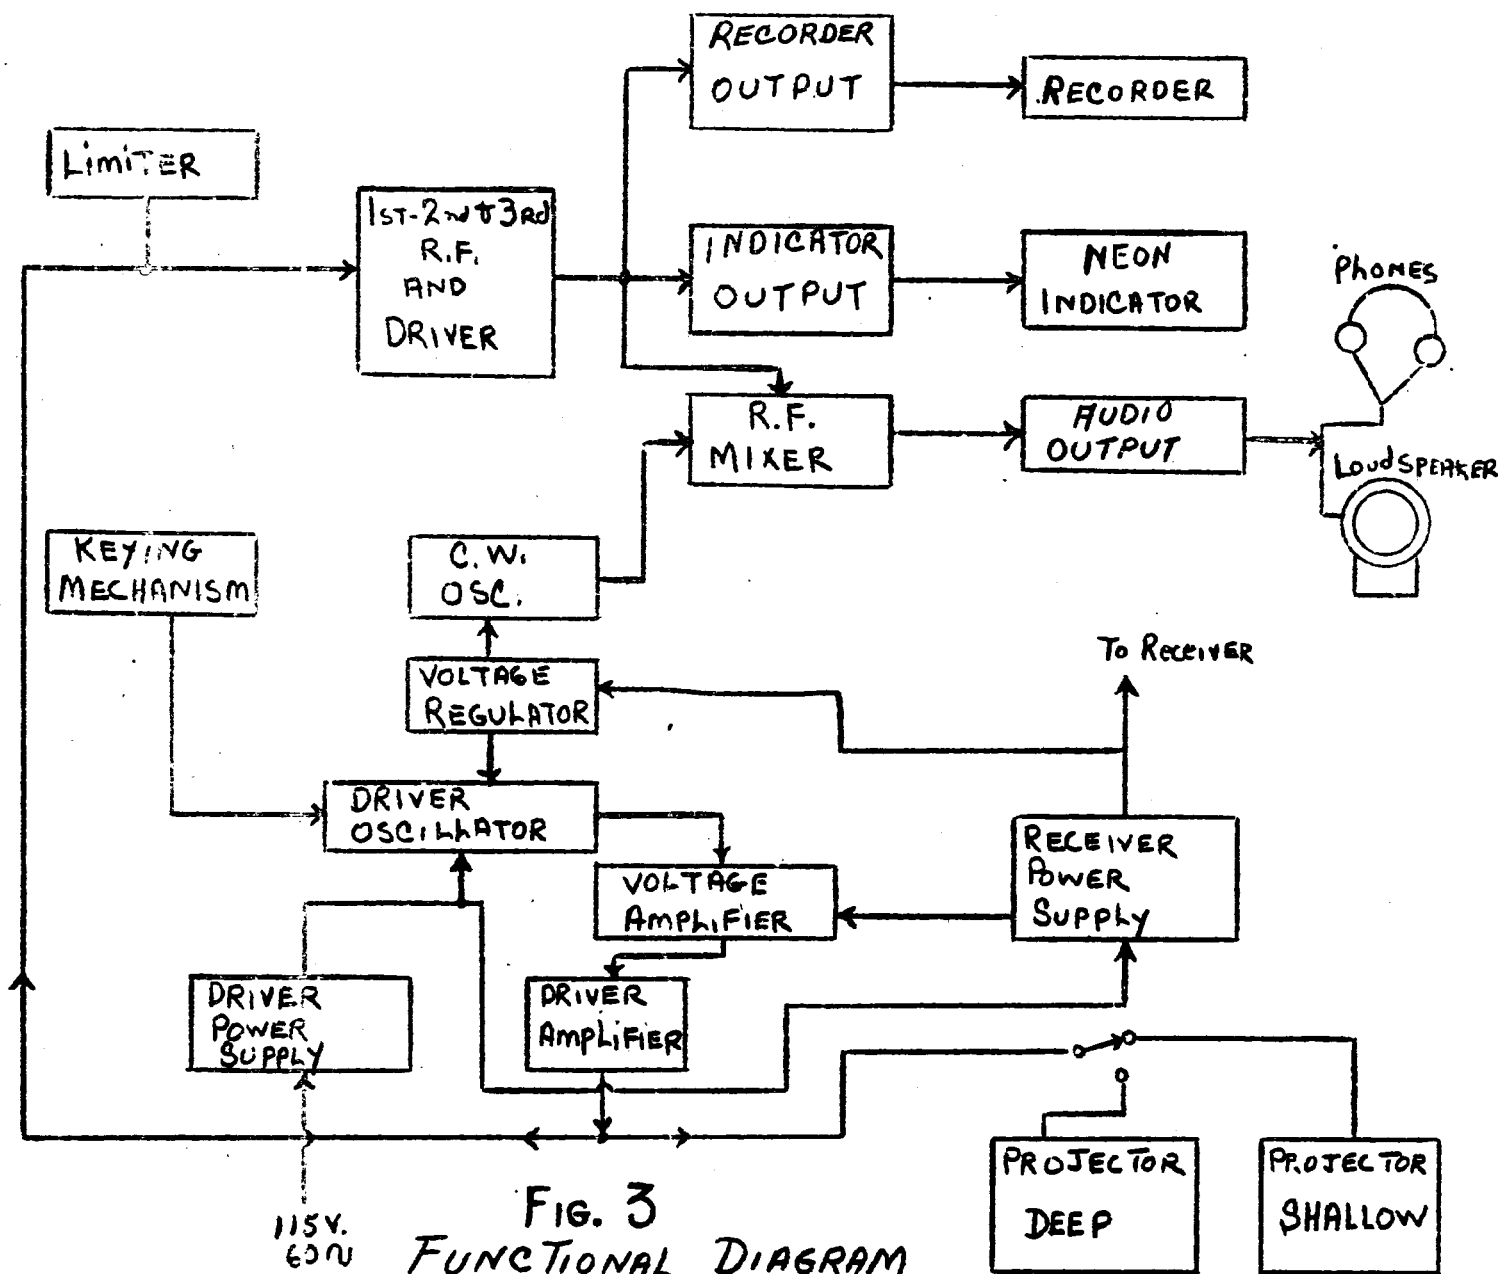 RECORDER
OUTPUT
RECORDER
LimiTER
1ST-2nd & 3Rd
R.F.
AND
DRIVER
INDICATOR
OUTPUT
NEON
INDICATOR
PhONES
R.F.
MIXER
AUDIO
OUTPUT
LoudSPEAKER
KEYING
MECHANISM
C.W.
OSC.
To RecEiVER
VOLTAGE
REGULATOR
DRIVER
OSCILLATOR
VOLTAGE
AMPLIFIER
RECEIVER
POWER
SUPPLY
DRIVER
POWER
SUPPLY
DRIVER
AMPLIFIER
PROJECTOR
DEEP
PROJECTOR
SHALLOW
115V.
60~
FIG. 3
FUNCTIONAL DIAGRAM